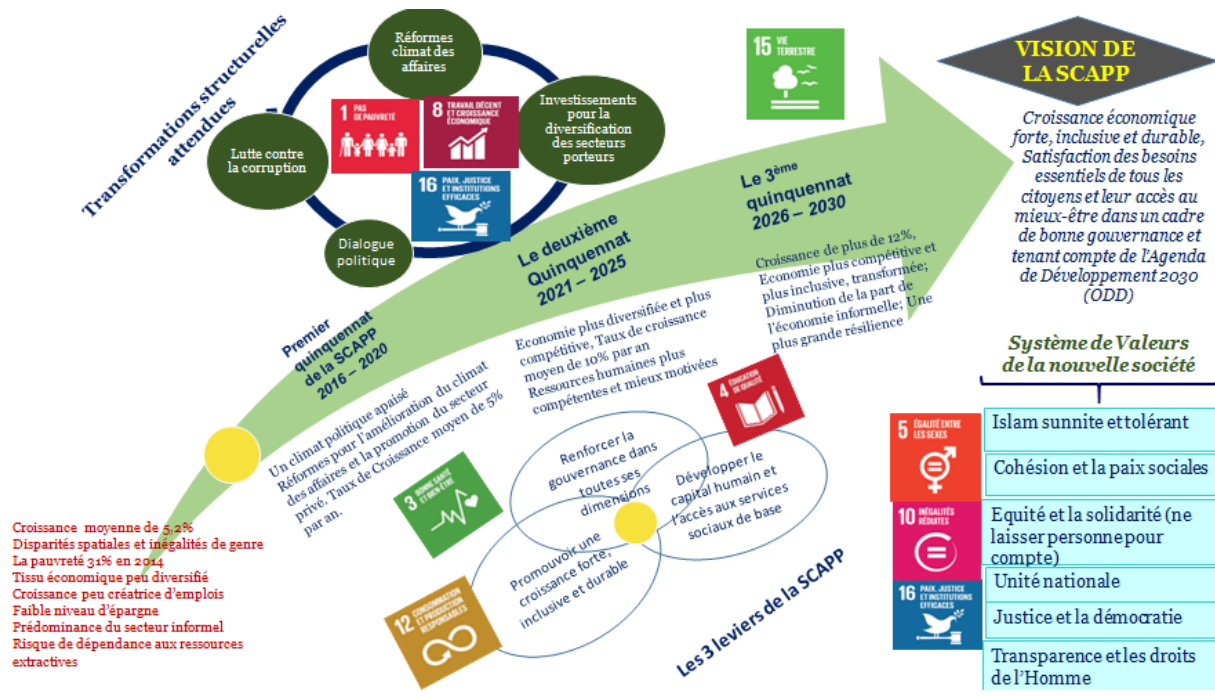 Transformations structurelles
attendues
Réformes
climat des
affaires
Investissements
pour la
diversification
des secteurs
porteurs
Lutte contre
la corruption
Dialogue
politique
1 PAS
DE PAUVRETÉ
8 TRAVAIL DÉCENT
ET CROISSANCE
ÉCONOMIQUE
16 PAIX, JUSTICE
ET INSTITUTIONS
EFFICACES
15 VIE
TERRESTRE
VISION DE
LA SCAPP
Croissance économique
forte, inclusive et durable,
Satisfaction des besoins
essentiels de tous les
citoyens et leur accès au
mieux-être dans un cadre
de bonne gouvernance et
tenant compte de l'Agenda
de Développement 2030
(ODD)
Premier
quinquennat
de la SCAPP
2016 – 2020
Le deuxième
Quinquennat
2021 – 2025
Le 3ème
quinquennat
2026 – 2030
Un climat politique apaisé
Réformes pour l'amélioration du climat
des affaires et la promotion du secteur
privé. Taux de Croissance moyen de 5%
par an.
Economie plus diversifiée et plus
compétitive, Taux de croissance
moyen de 10% par an
Ressources humaines plus
compétentes et mieux motivées
Croissance de plus de 12%,
Economie plus compétitive et
plus inclusive, transformée;
Diminution de la part de
l'économie informelle; Une
plus grande résilience
Croissance moyenne de 5,2%
Disparités spatiales et inégalités de genre
La pauvreté 31% en 2014
Tissu économique peu diversifié
Croissance peu créatrice d'emplois
Faible niveau d'épargne
Prédominance du secteur informel
Risque de dépendance aux ressources
extractives
3 BONNE SANTÉ
ET BIEN-ÊTRE
4 ÉDUCATION
DE QUALITÉ
12 CONSOMMATION
ET PRODUCTION
RESPONSABLES
Renforcer la
gouvernance dans
toutes ses
dimensions
Développer le
capital humain et
l'accès aux services
sociaux de base
Promouvoir une
croissance forte,
inclusive et durable
Les 3 leviers de la SCAPP
Système de Valeurs
de la nouvelle société
5 ÉGALITÉ ENTRE
LES SEXES
10 INÉGALITÉS
RÉDUITES
16 PAIX, JUSTICE
ET INSTITUTIONS
EFFICACES
Islam sunnite et tolérant
Cohésion et la paix sociales
Equité et la solidarité (ne
laisser personne pour
compte)
Unité nationale
Justice et la démocratie
Transparence et les droits
de l'Homme